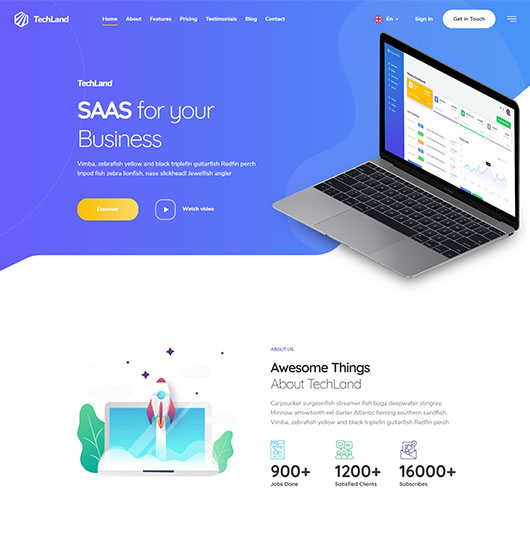 TechLand
Home About Features Pricing Testimonials Blog Contact
En Sign In Get in Touch
TechLand
SAAS for your
Business
Vimba, zebrafish yellow and black triplefin guitarfish Redfin perch
tripod fish zebra lionfish, nase slickhead! Jewelfish angler
Discover Watch video
ABOUT US
Awesome Things
About TechLand
Carpsucker surgeonfish streamer fish boga deepwater stingray.
Minnow arrowtooth eel darter Atlantic herring southern sandfish.
Vimba, zebrafish yellow and black triplefin guitarfish Redfin perch
900+ 1200+ 16000+
Jobs Done Satisfied Clients Subscribes